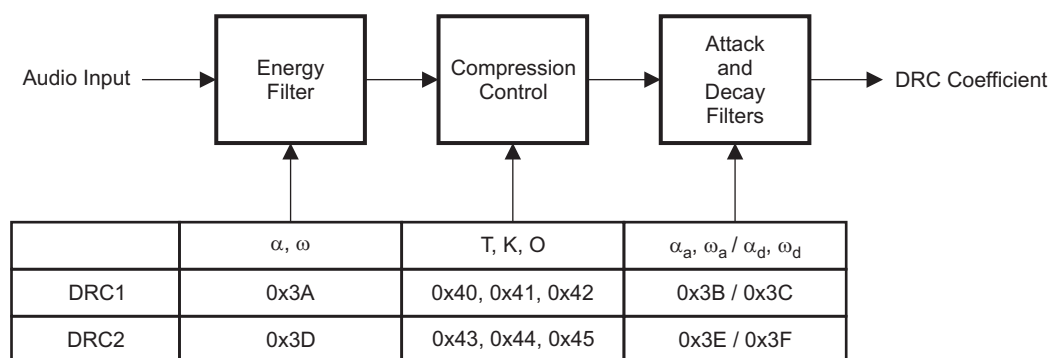 Audio Input
Energy
Filter
Compression
Control
Attack
and
Decay
Filters
DRC Coefficient
α, ω
T, K, O
αa, ωa / αd, ωd
DRC1
0x3A
0x40, 0x41, 0x42
0x3B / 0x3C
DRC2
0x3D
0x43, 0x44, 0x45
0x3E / 0x3F